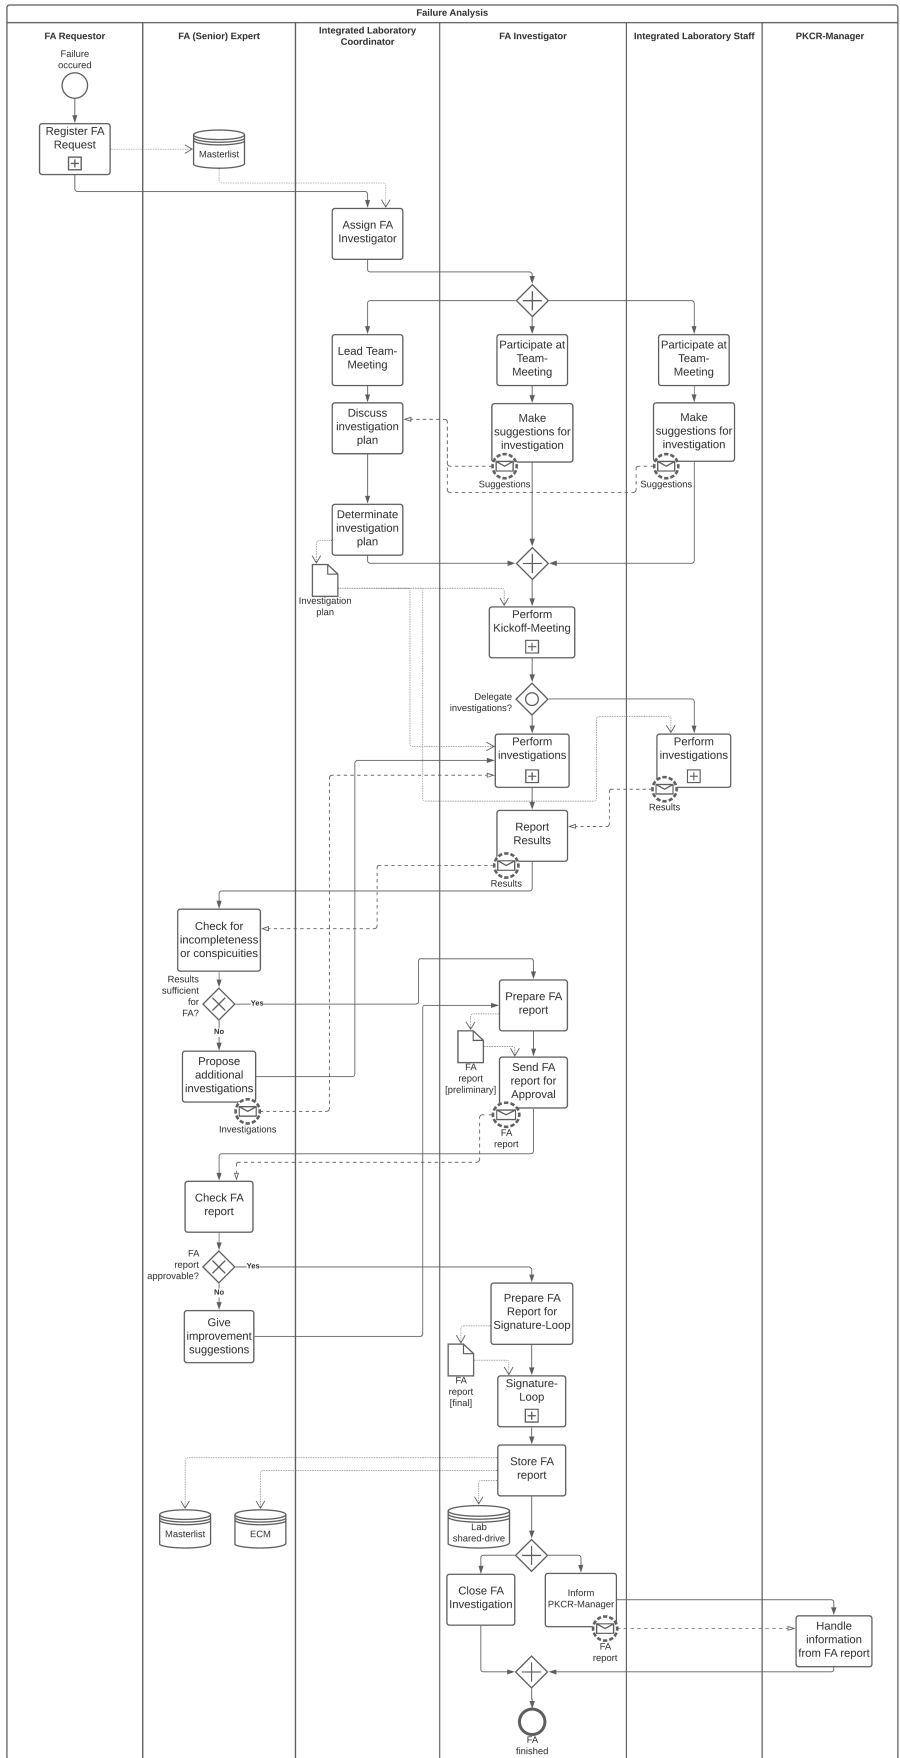 Failure Analysis
FA Requestor
FA (Senior) Expert
Integrated Laboratory
Coordinator
FA Investigator
Integrated Laboratory Staff
PKCR-Manager
Failure
occured
Register FA
Request
Masterlist
Assign FA
Investigator
Lead Team-
Meeting
Participate at
Team-
Meeting
Participate at
Team-
Meeting
Discuss
investigation
plan
Make
suggestions for
investigation
Make
suggestions for
investigation
Suggestions
Suggestions
Determinate
investigation
plan
Investigation
plan
Perform
Kickoff-Meeting
Delegate
investigations?
Perform
investigations
Perform
investigations
Results
Report
Results
Results
Check for
incompleteness
or conspicuities
Results
sufficient
for
FA?
Yes
No
Prepare FA
report
Propose
additional
investigations
Investigations
FA
report
[preliminary]
Send FA
report for
Approval
FA
report
Check FA
report
FA
report
approvable?
Yes
No
Give
improvement
suggestions
Prepare FA
Report for
Signature-Loop
FA
report
[final]
Signature-
Loop
Store FA
report
Masterlist
ECM
Lab
shared-drive
Close FA
Investigation
Inform
PKCR-Manager
FA
report
Handle
information
from FA report
FA
finished